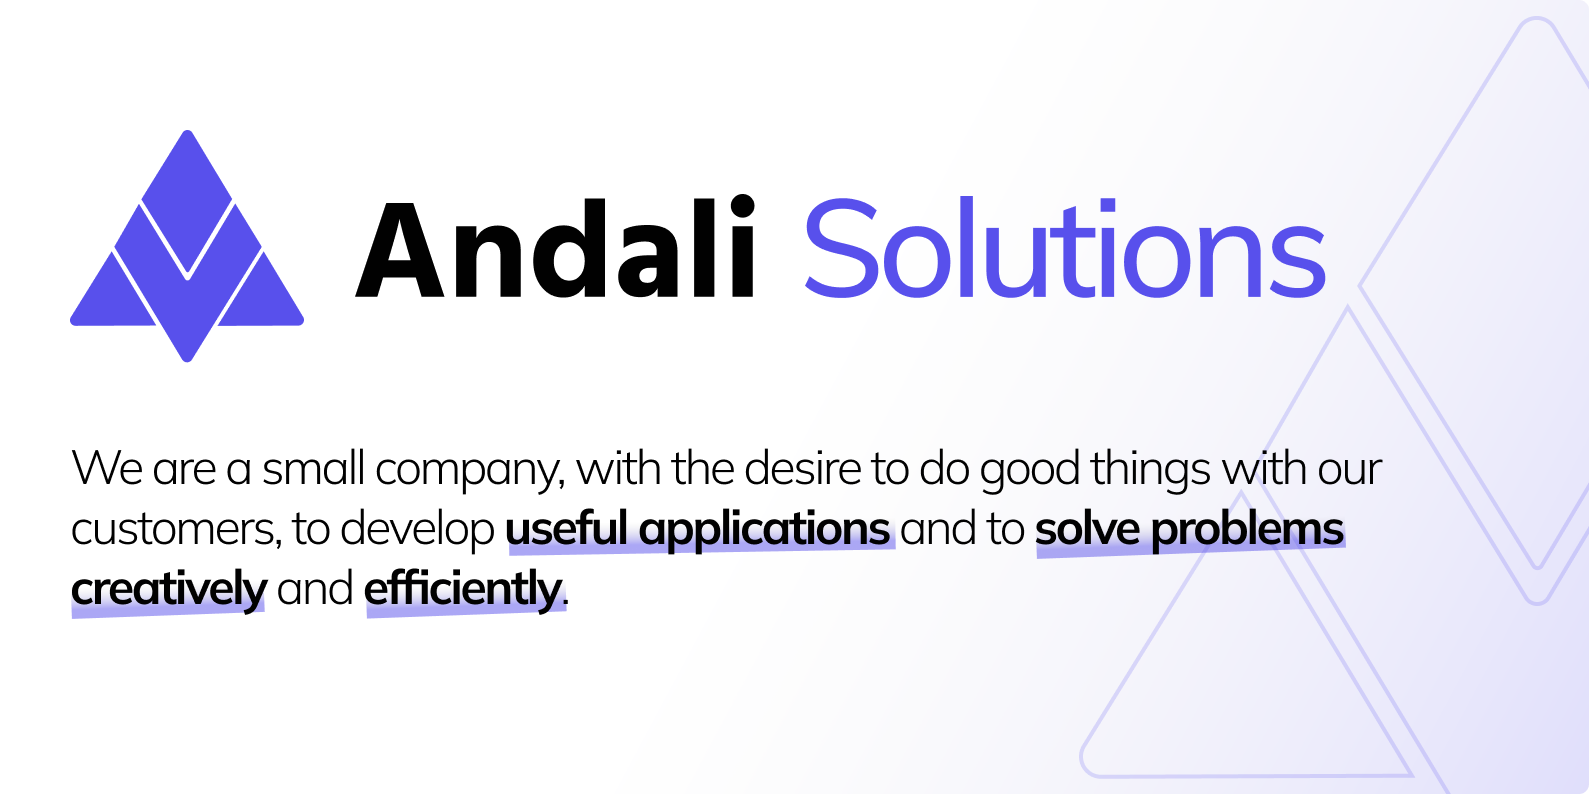 Andali Solutions
We are a small company, with the desire to do good things with our
customers, to develop useful applications and to solve problems
creatively and efficiently.